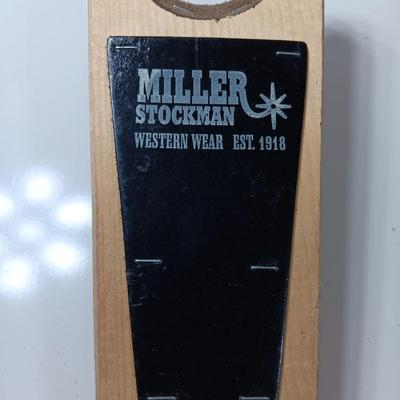 MILLER
STOCKMAN
WESTERN WEAR EST. 1918